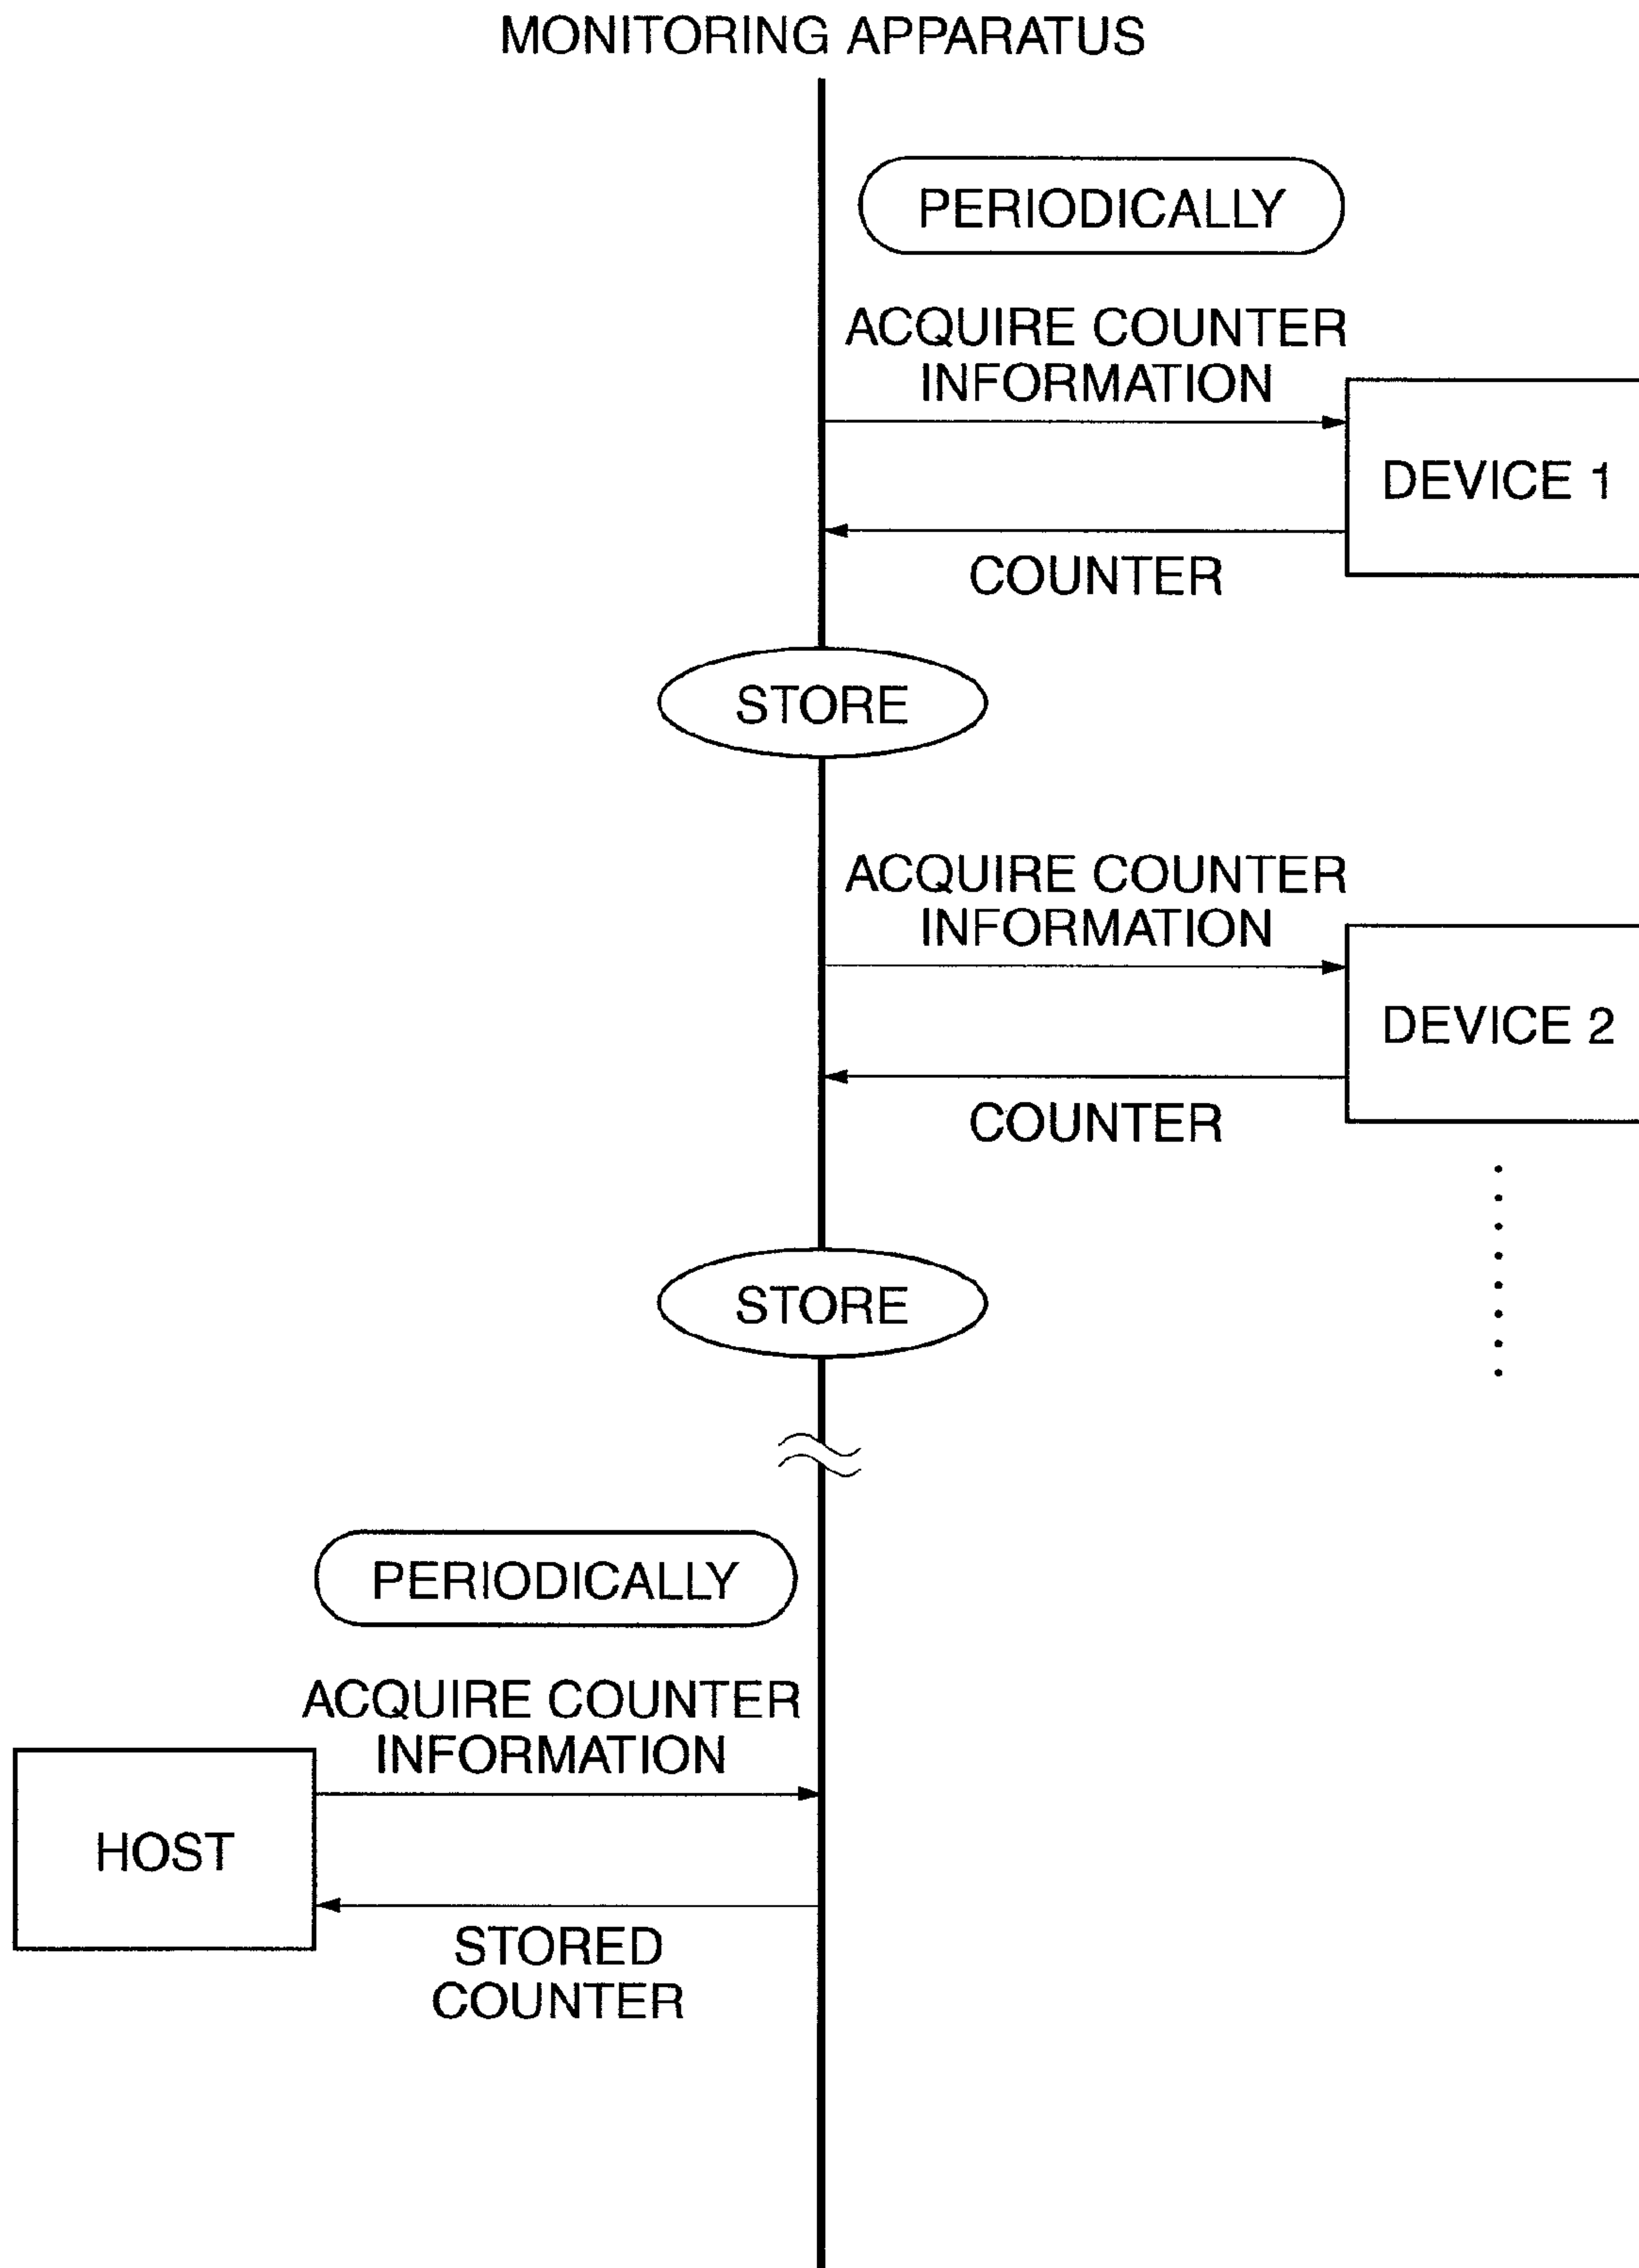 MONITORING APPARATUS
PERIODICALLY
ACQUIRE COUNTER
INFORMATION
DEVICE 1
COUNTER
STORE
ACQUIRE COUNTER
INFORMATION
DEVICE 2
COUNTER
STORE
PERIODICALLY
ACQUIRE COUNTER
INFORMATION
HOST
STORED
COUNTER